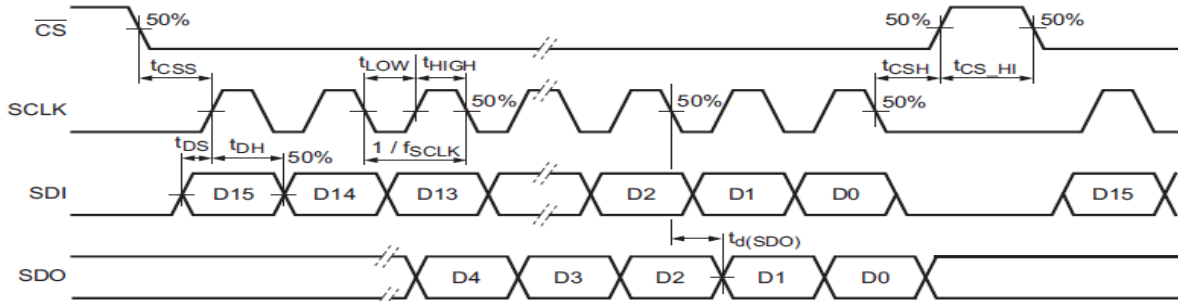 CS 50% 50% 50%
tCSS tLOW tHIGH tCSH tCS_HI
SCLK 50% 50% 50%
tDS tDH 50% 1 / fSCLK
SDI D15 D14 D13 D2 D1 D0 D15
td(SDO)
SDO D4 D3 D2 D1 D0